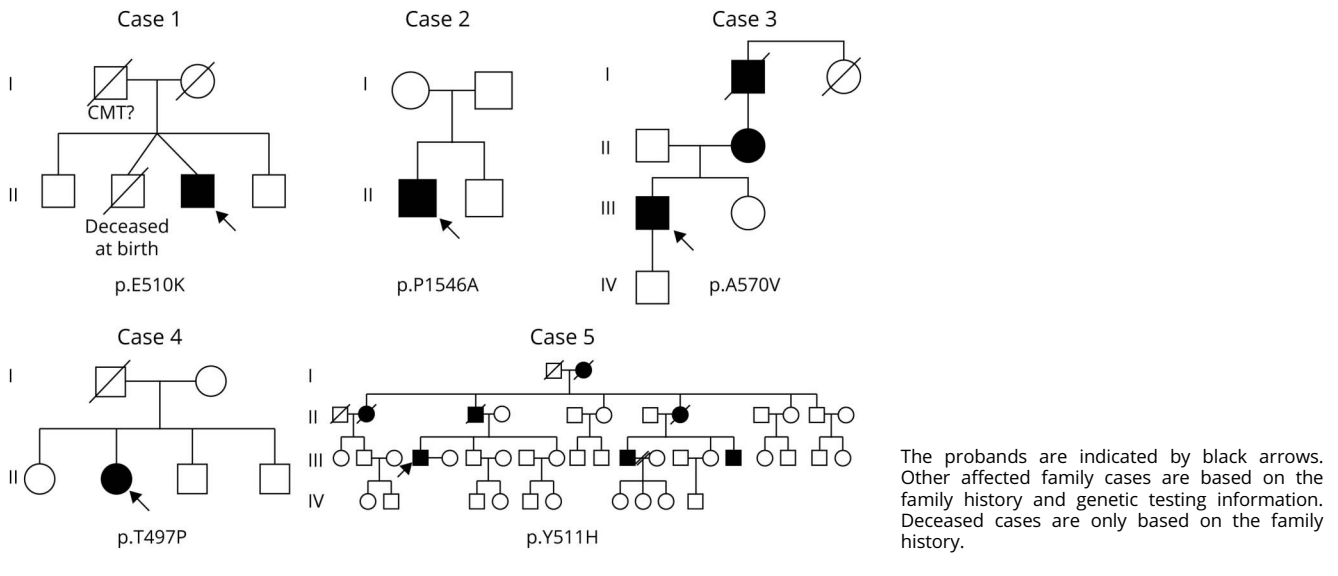 Case 1
I
CMT?
II
Deceased
at birth
p.E510K
Case 2
I
II
p.P1546A
Case 3
I
II
III
IV
p.A570V
Case 4
I
II
p.T497P
Case 5
I
II
III
IV
p.Y511H
The probands are indicated by black arrows.
Other affected family cases are based on the
family history and genetic testing information.
Deceased cases are only based on the family
history.